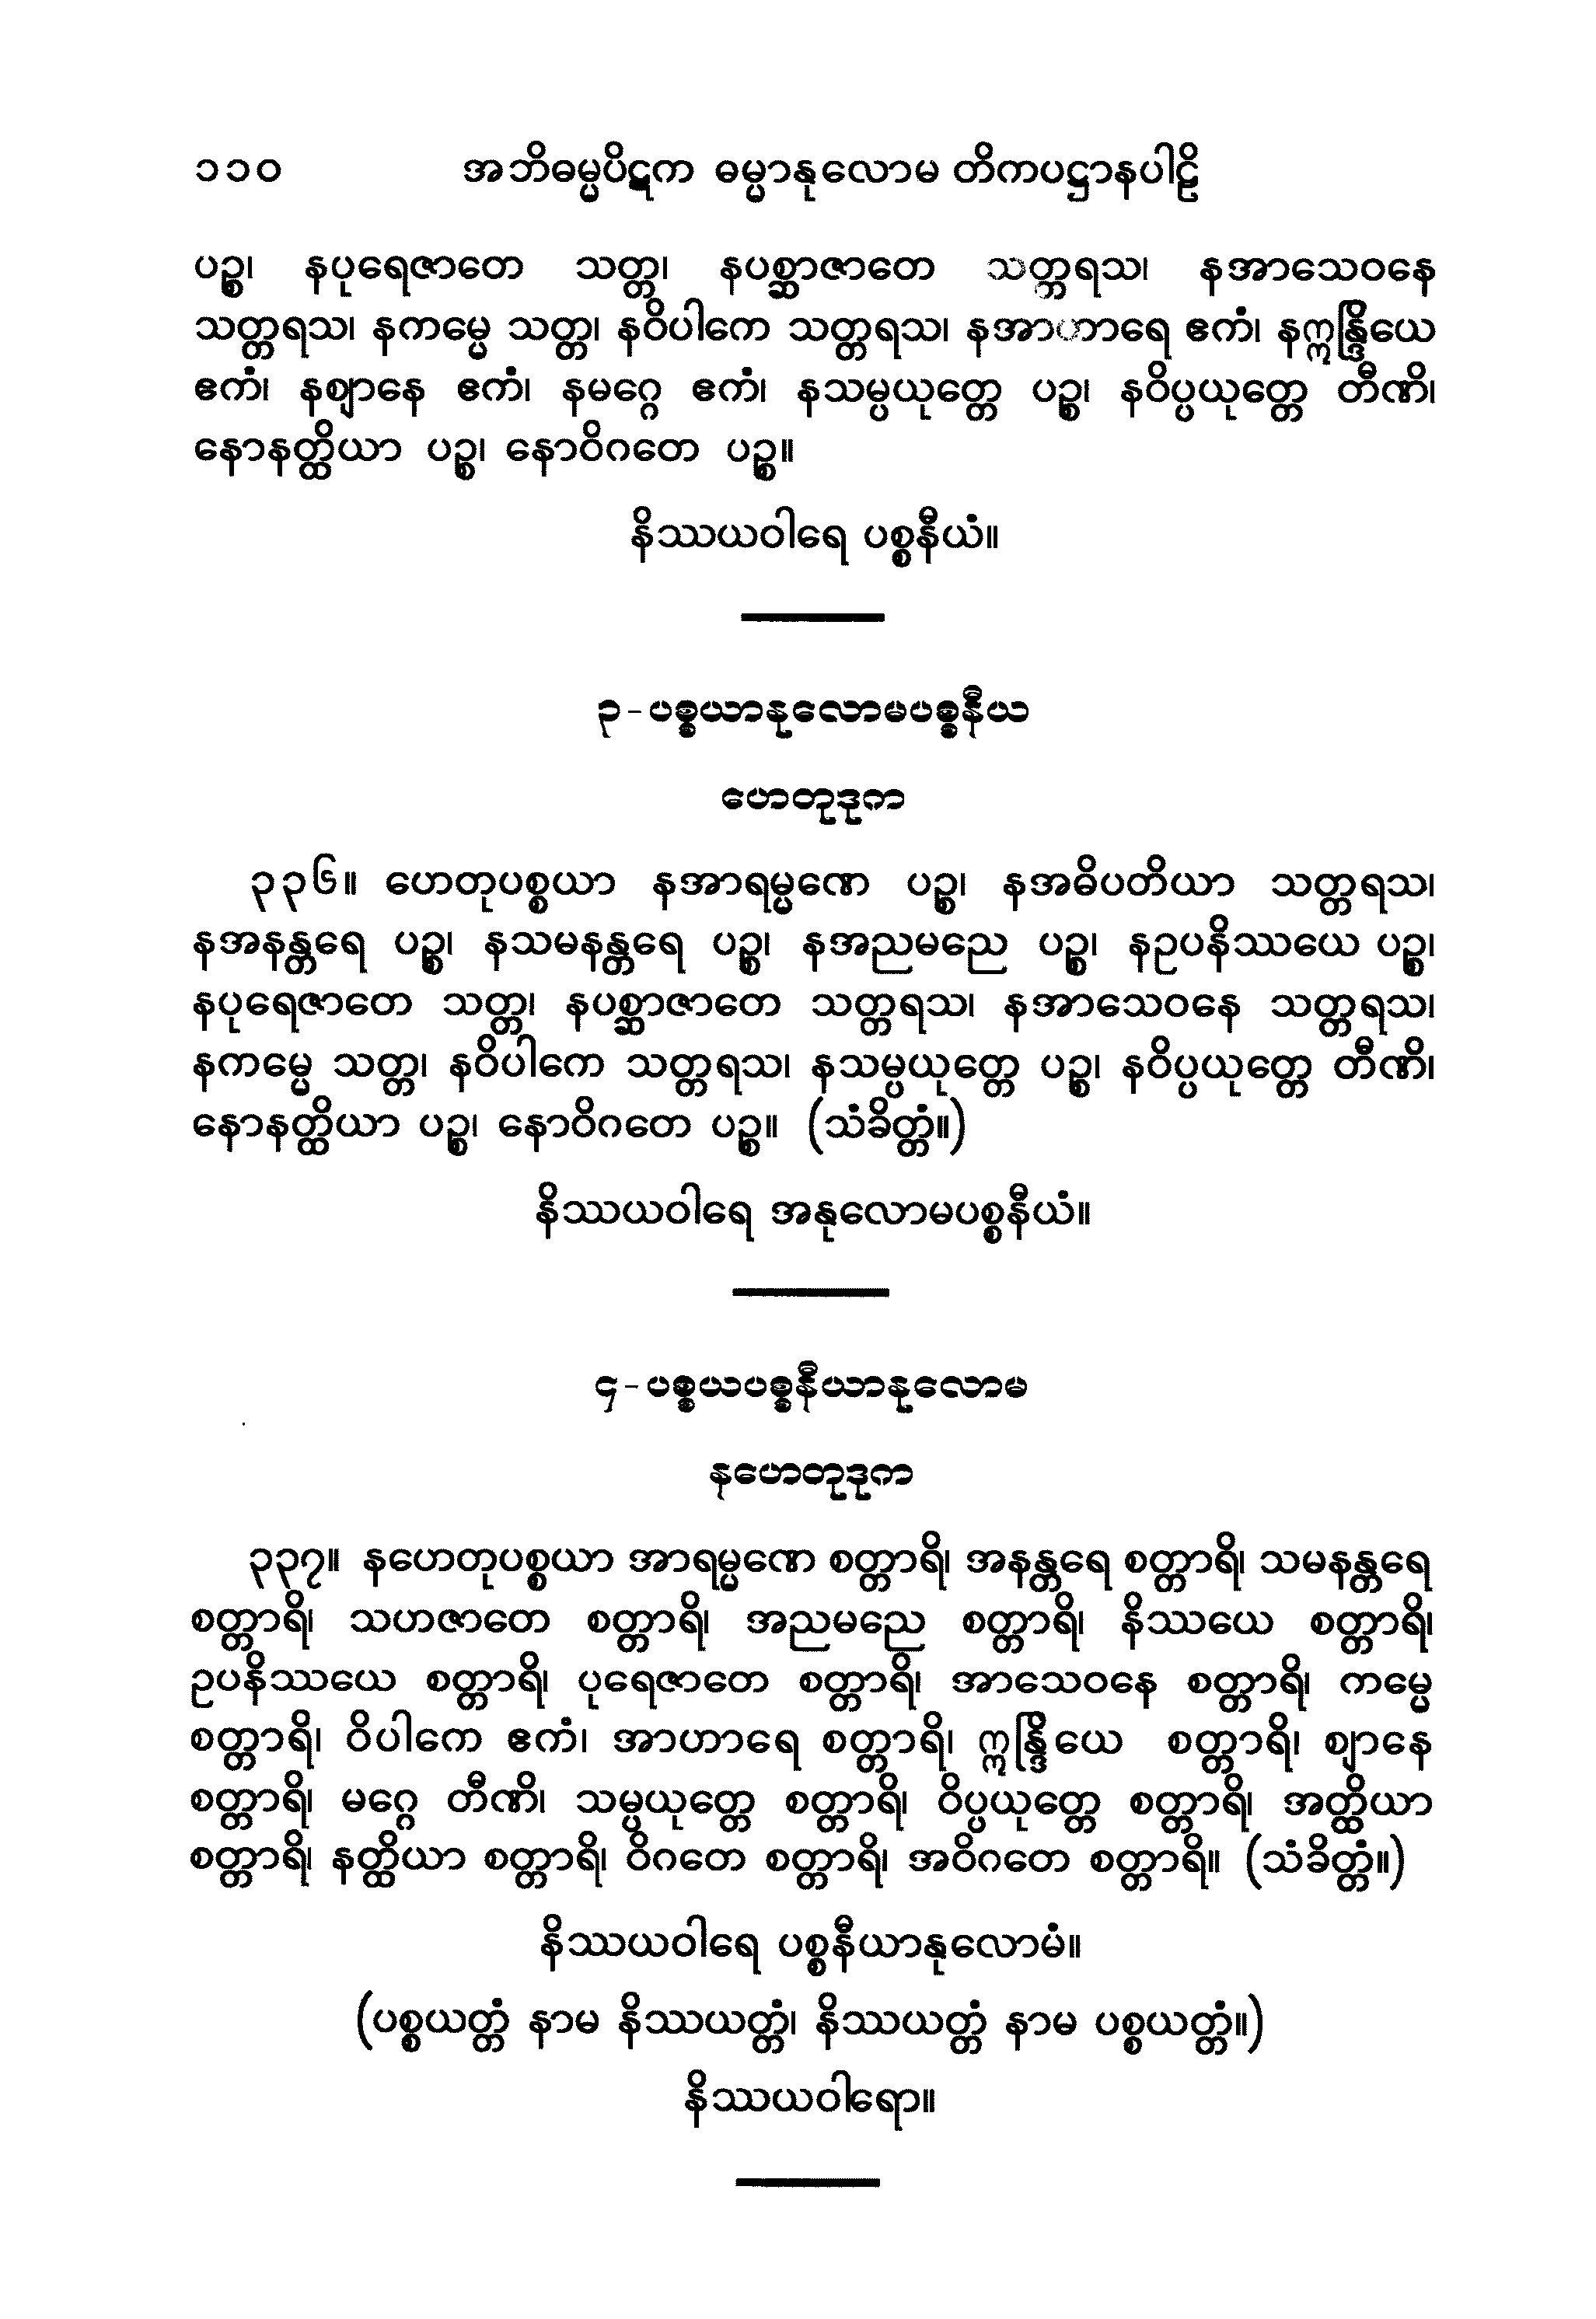 ၁၁၀ အဘိဓမ္မပိဋက ဓမ္မာနုလောမ တိကပဋ္ဌာနပါဠိ
ပဉ္စ၊ နပုရေဇာတေ သတ္တ၊ နပစ္ဆာဇာတေ သတ္တရသ၊ နအာသေဝနေ
သတ္တရသ၊ နကမ္မေ သတ္တ၊ နဝိပါကေ သတ္တရသ၊ နအာဟာရေ ဧကံ၊ နဣန္ဒြိယေ
ဧကံ၊ နဈာနေ ဧကံ၊ နမဂ္ဂေ ဧကံ၊ နသမ္ပယုတ္တေ ပဉ္စ၊ နဝိပ္ပယုတ္တေ တီဏိ၊
နောနတ္ထိယာ ပဉ္စ၊ နောဝိဂတေ ပဉ္စ။
နိဿယဝါရေ ပစ္စနီယံ။
၃-ပစ္စယာနုလောမပစ္စနီယ
ဟေတုဒုက
၃၃၆။ ဟေတုပစ္စယာ နအာရမ္မဏေ ပဉ္စ၊ နအဓိပတိယာ သတ္တရသ၊
နအနန္တရေ ပဉ္စ၊ နသမနန္တရေ ပဉ္စ၊ နအညမညေ ပဉ္စ၊ နဥပနိဿယေ ပဉ္စ၊
နပုရေဇာတေ သတ္တ၊ နပစ္ဆာဇာတေ သတ္တရသ၊ နအာသေဝနေ သတ္တရသ၊
နကမ္မေ သတ္တ၊ နဝိပါကေ သတ္တရသ၊ နသမ္ပယုတ္တေ ပဉ္စ၊ နဝိပ္ပယုတ္တေ တီဏိ၊
နောနတ္ထိယာ ပဉ္စ၊ နောဝိဂတေ ပဉ္စ။ (သံခိတ္တံ။)
နိဿယဝါရေ အနုလောမပစ္စနီယံ။
၄-ပစ္စယပစ္စနီယာနုလောမ
နဟေတုဒုက
၃၃၇။ နဟေတုပစ္စယာ အာရမ္မဏေ စတ္တာရိ၊ အနန္တရေ စတ္တာရိ၊ သမနန္တရေ
စတ္တာရိ၊ သဟဇာတေ စတ္တာရိ၊ အညမညေ စတ္တာရိ၊ နိဿယေ စတ္တာရိ၊
ဥပနိဿယေ စတ္တာရိ၊ ပုရေဇာတေ စတ္တာရိ၊ အာသေဝနေ စတ္တာရိ၊ ကမ္မေ
စတ္တာရိ၊ ဝိပါကေ ဧကံ၊ အာဟာရေ စတ္တာရိ၊ ဣန္ဒြိယေ စတ္တာရိ၊ ဈာနေ
စတ္တာရိ၊ မဂ္ဂေ တီဏိ၊ သမ္ပယုတ္တေ စတ္တာရိ၊ ဝိပ္ပယုတ္တေ စတ္တာရိ၊ အတ္ထိယာ
စတ္တာရိ၊ နတ္ထိယာ စတ္တာရိ၊ ဝိဂတေ စတ္တာရိ၊ အဝိဂတေ စတ္တာရိ။ (သံခိတ္တံ။)
နိဿယဝါရေ ပစ္စနီယာနုလောမံ။
(ပစ္စယတ္တံ နာမ နိဿယတ္တံ၊ နိဿယတ္တံ နာမ ပစ္စယတ္တံ။)
နိဿယဝါရော။